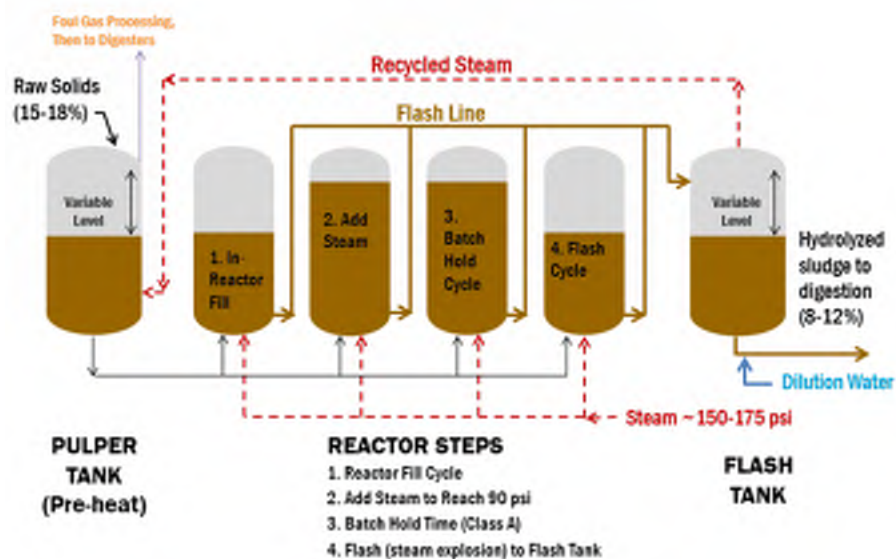 Foul Gas Processing,
Then to Digesters
Raw Solids
(15-18%)
Recycled Steam
Flash Line
Variable
Level
1. In-
Reactor
Fill
2. Add
Steam
3.
Batch
Hold
Cycle
4. Flash
Cycle
Variable
Level
Hydrolyzed
sludge to
digestion
(8-12%)
Dilution Water
Steam ~150-175 psi
PULPER
TANK
(Pre-heat)
REACTOR STEPS
1. Reactor Fill Cycle
2. Add Steam to Reach 90 psi
3. Batch Hold Time (Class A)
4. Flash (steam explosion) to Flash Tank
FLASH
TANK